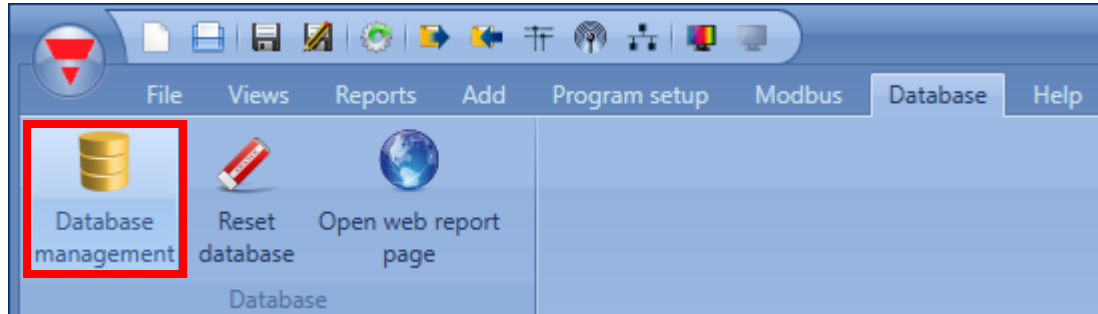 File Views Reports Add Program setup Modbus Database Help
Database Reset Open web report
management database page
Database